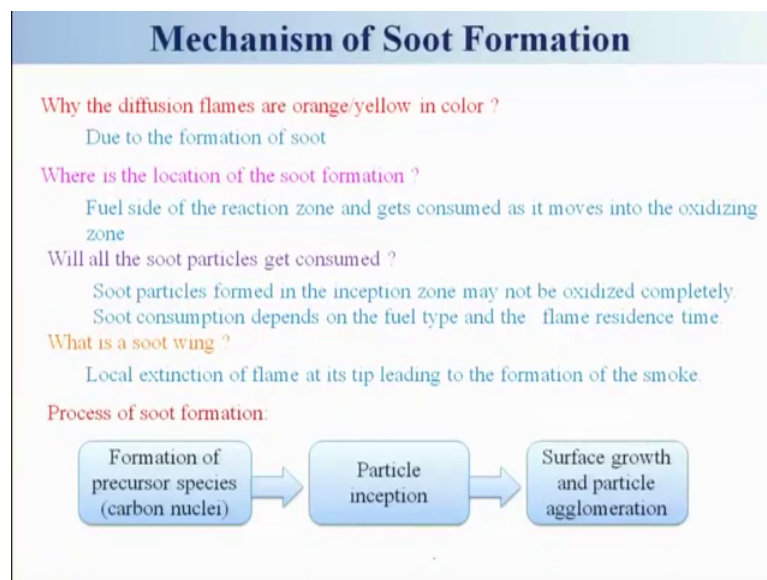 Mechanism of Soot Formation
Why the diffusion flames are orange/yellow in color ?
Due to the formation of soot
Where is the location of the soot formation ?
Fuel side of the reaction zone and gets consumed as it moves into the oxidizing
zone
Will all the soot particles get consumed ?
Soot particles formed in the inception zone may not be oxidized completely.
Soot consumption depends on the fuel type and the flame residence time.
What is a soot wing ?
Local extinction of flame at its tip leading to the formation of the smoke.
Process of soot formation:
Formation of
precursor species
(carbon nuclei)
Particle
inception
Surface growth
and particle
agglomeration